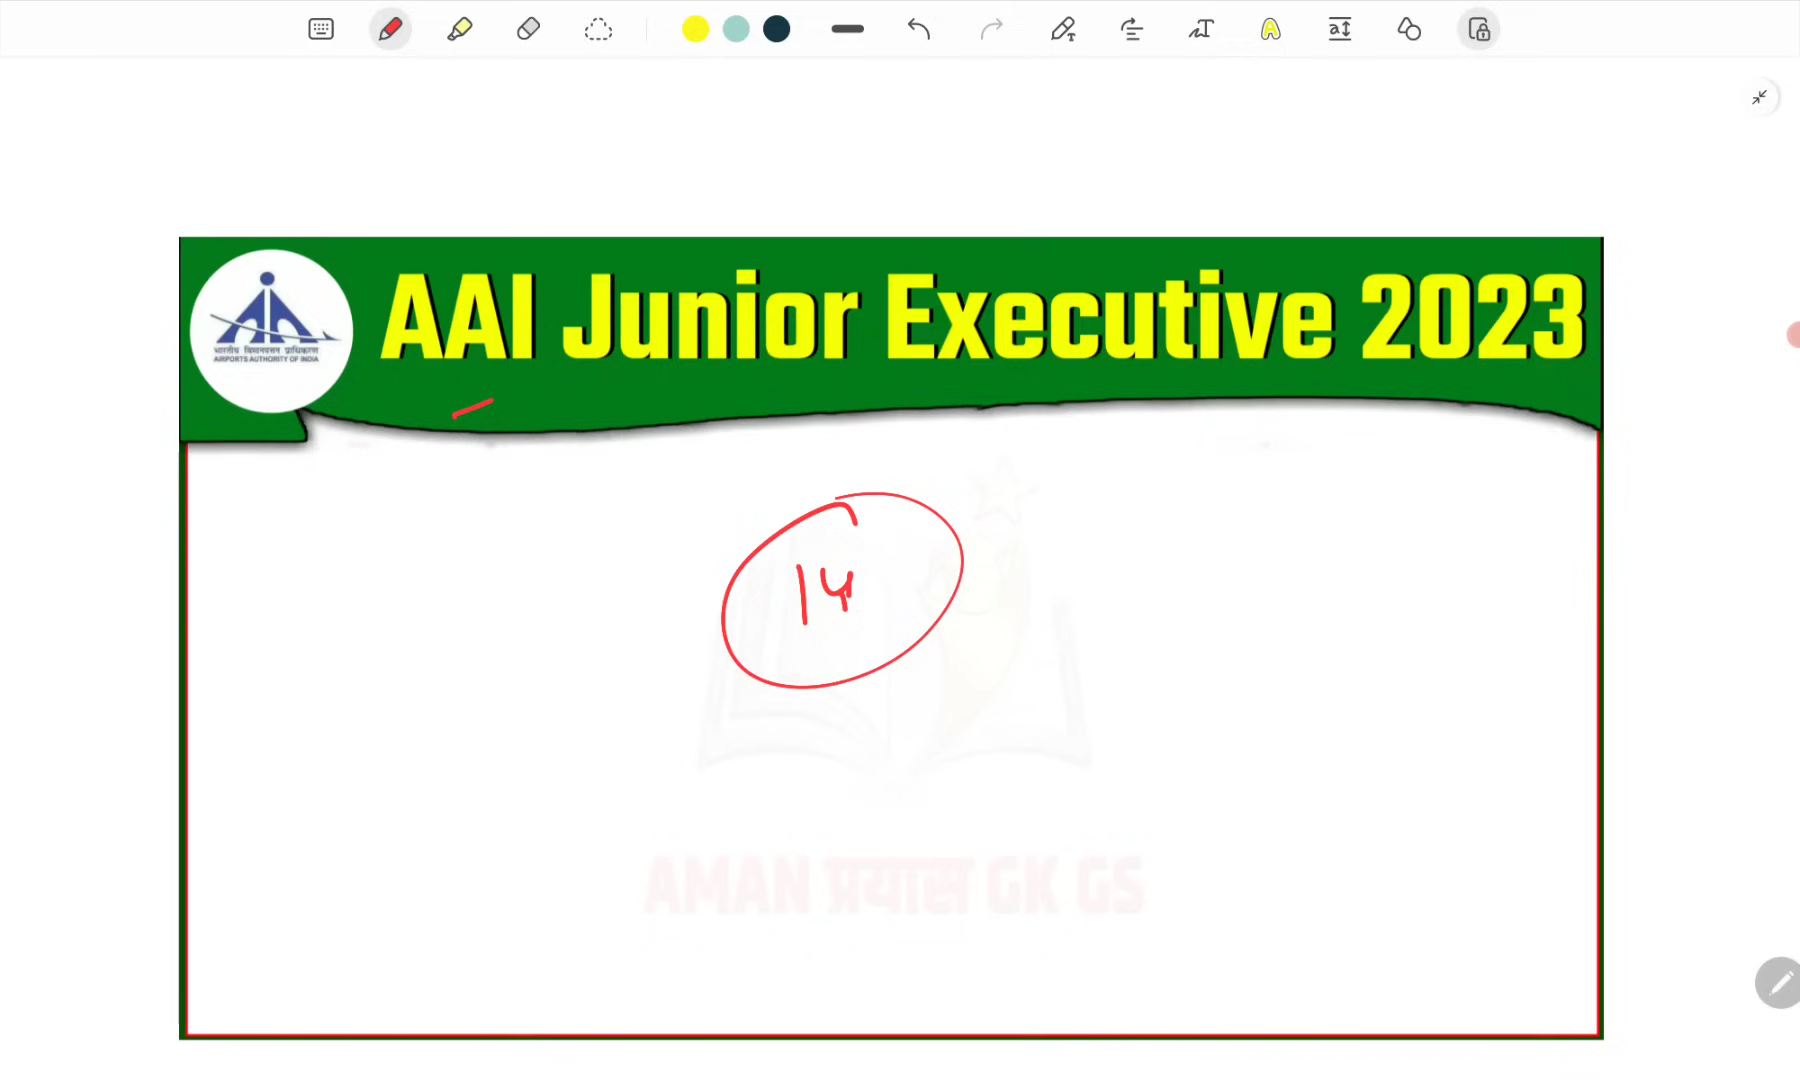 AAI Junior Executive 2023
भारतीय विमानपत्तन प्राधिकरण
AIRPORTS AUTHORITY OF INDIA
14
AMAN प्रयास GK GS